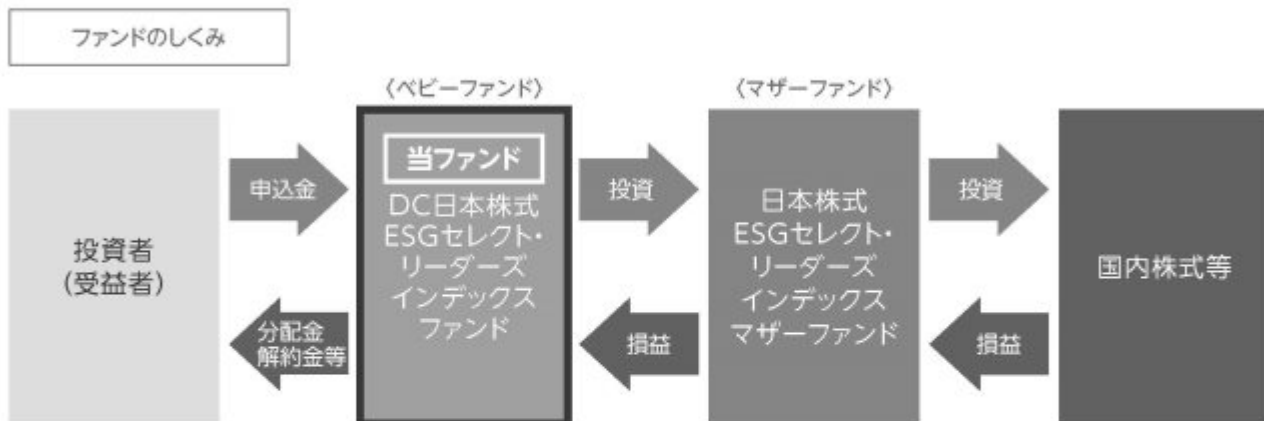 ファンドのしくみ
〈ベビーファンド〉
〈マザーファンド〉
投資者
(受益者)
申込金
分配金
解約金等
当ファンド
DC日本株式
ESGセレクト・
リーダーズ
インデックス
ファンド
投資
損益
日本株式
ESGセレクト・
リーダーズ
インデックス
マザーファンド
投資
損益
国内株式等